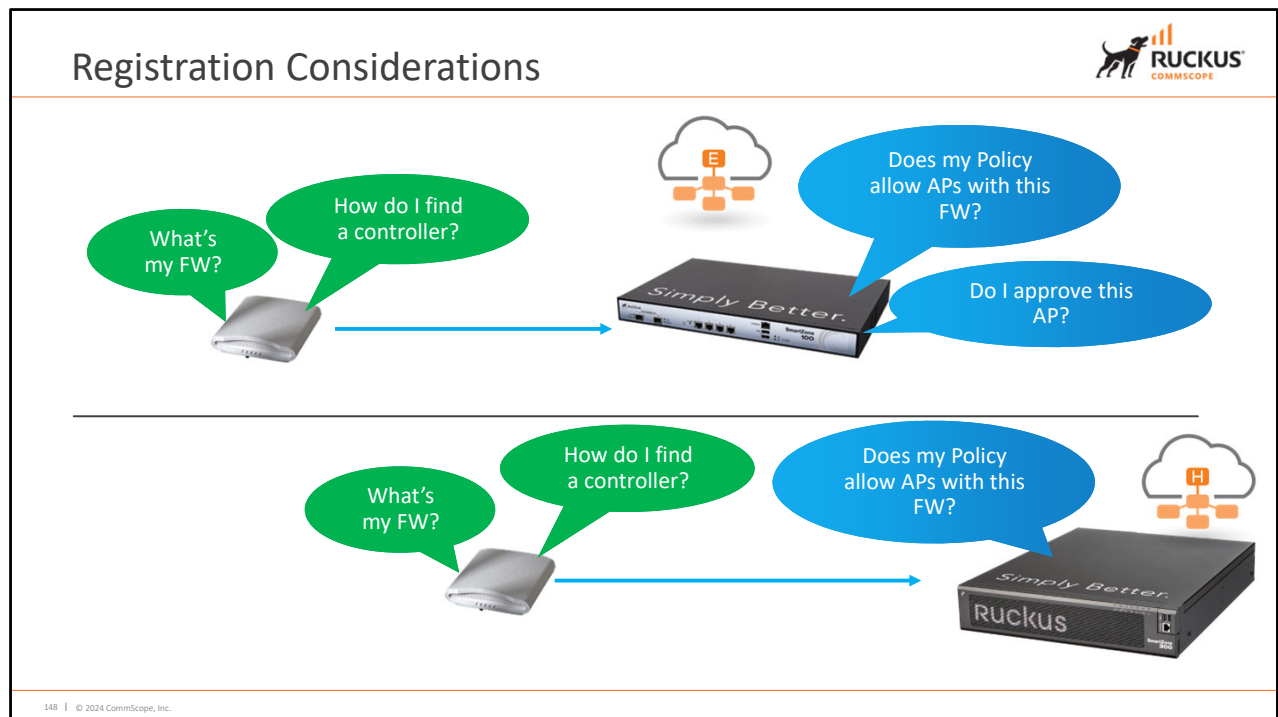 Registration Considerations
RUCKUS
COMMSCOPE
E
Does my Policy
allow APs with this
FW?
How do I find
a controller?
What's
my FW?
Simply Better.
Do I approve this
AP?
SmartZone
100
How do I find
a controller?
Does my Policy
allow APs with this
FW?
What's
my FW?
H
Simply Better.
Ruckus
SmartZone
300
148 | © 2024 CommScope, Inc.